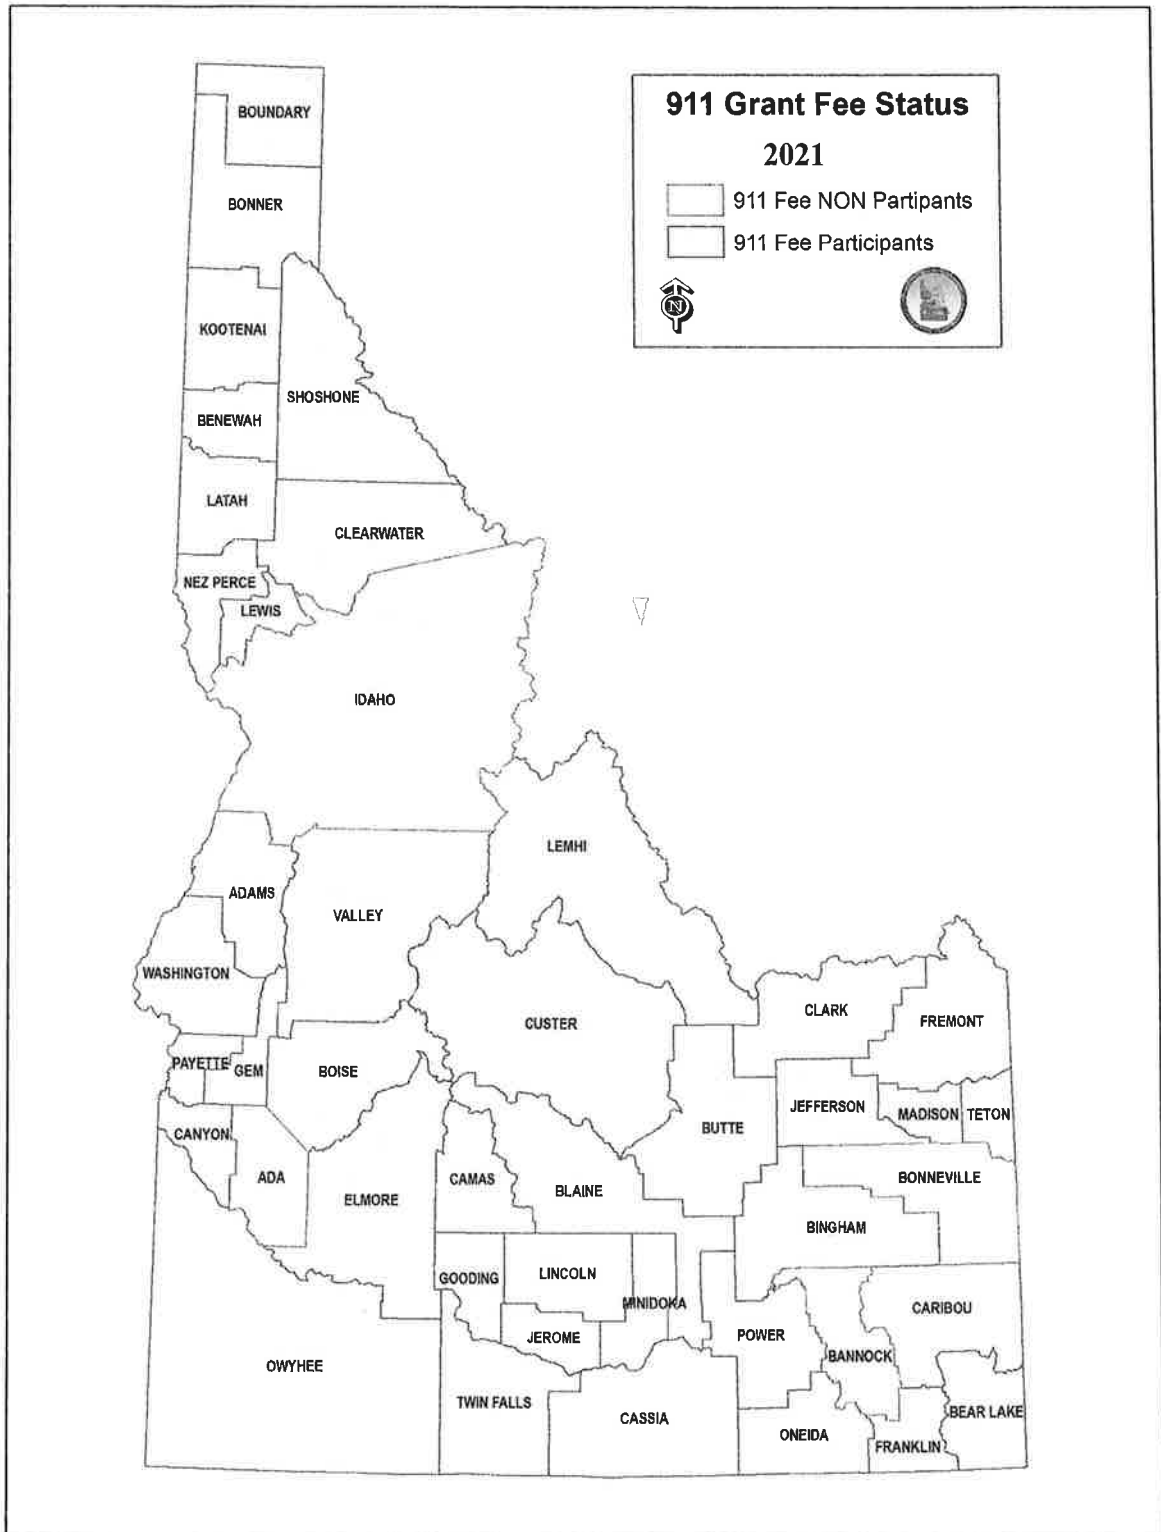 911 Grant Fee Status
2021
911 Fee NON Partipants
911 Fee Participants
N
BOUNDARY
BONNER
KOOTENAI
SHOSHONE
BENEWAH
LATAH
CLEARWATER
NEZ PERCE
LEWIS
IDAHO
LEMHI
ADAMS
VALLEY
WASHINGTON
CUSTER
CLARK
FREMONT
PAYETTE
GEM
BOISE
JEFFERSON
MADISON
TETON
BUTTE
CANYON
ADA
CAMAS
BLAINE
BONNEVILLE
ELMORE
BINGHAM
GOODING
LINCOLN
MINIDOKA
CARIBOU
JEROME
POWER
BANNOCK
OWYHEE
TWIN FALLS
CASSIA
BEAR LAKE
ONEIDA
FRANKLIN